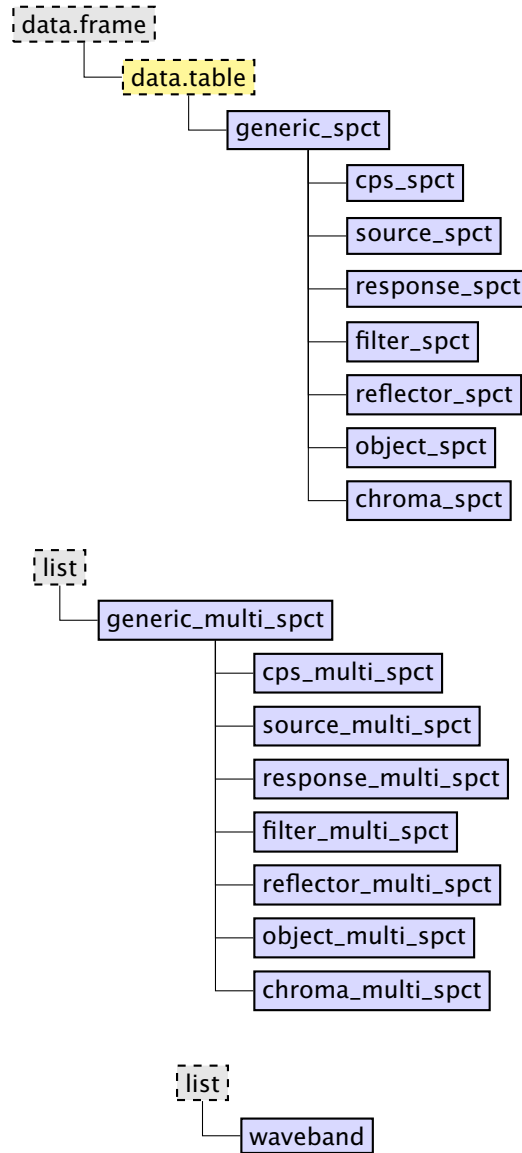 data.frame
data.table
generic_spct
cps_spct
source_spct
response_spct
filter_spct
reflector_spct
object_spct
chroma_spct
list
generic_multi_spct
cps_multi_spct
source_multi_spct
response_multi_spct
filter_multi_spct
reflector_multi_spct
object_multi_spct
chroma_multi_spct
list
waveband